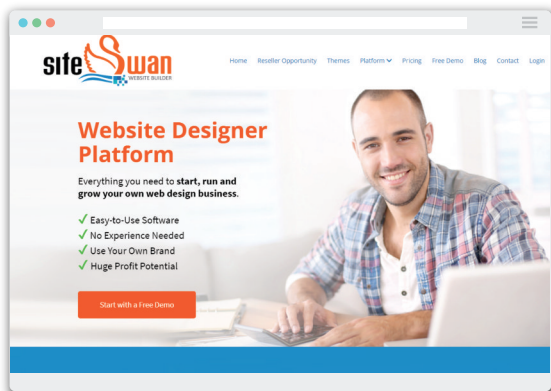 siteSwan
WEBSITE BUILDER
Home Reseller Opportunity Themes Platform Pricing Free Demo Blog Contact Login
Website Designer
Platform
Everything you need to start, run and
grow your own web design business.
Easy-to-Use Software
No Experience Needed
Use Your Own Brand
Huge Profit Potential
Start with a Free Demo